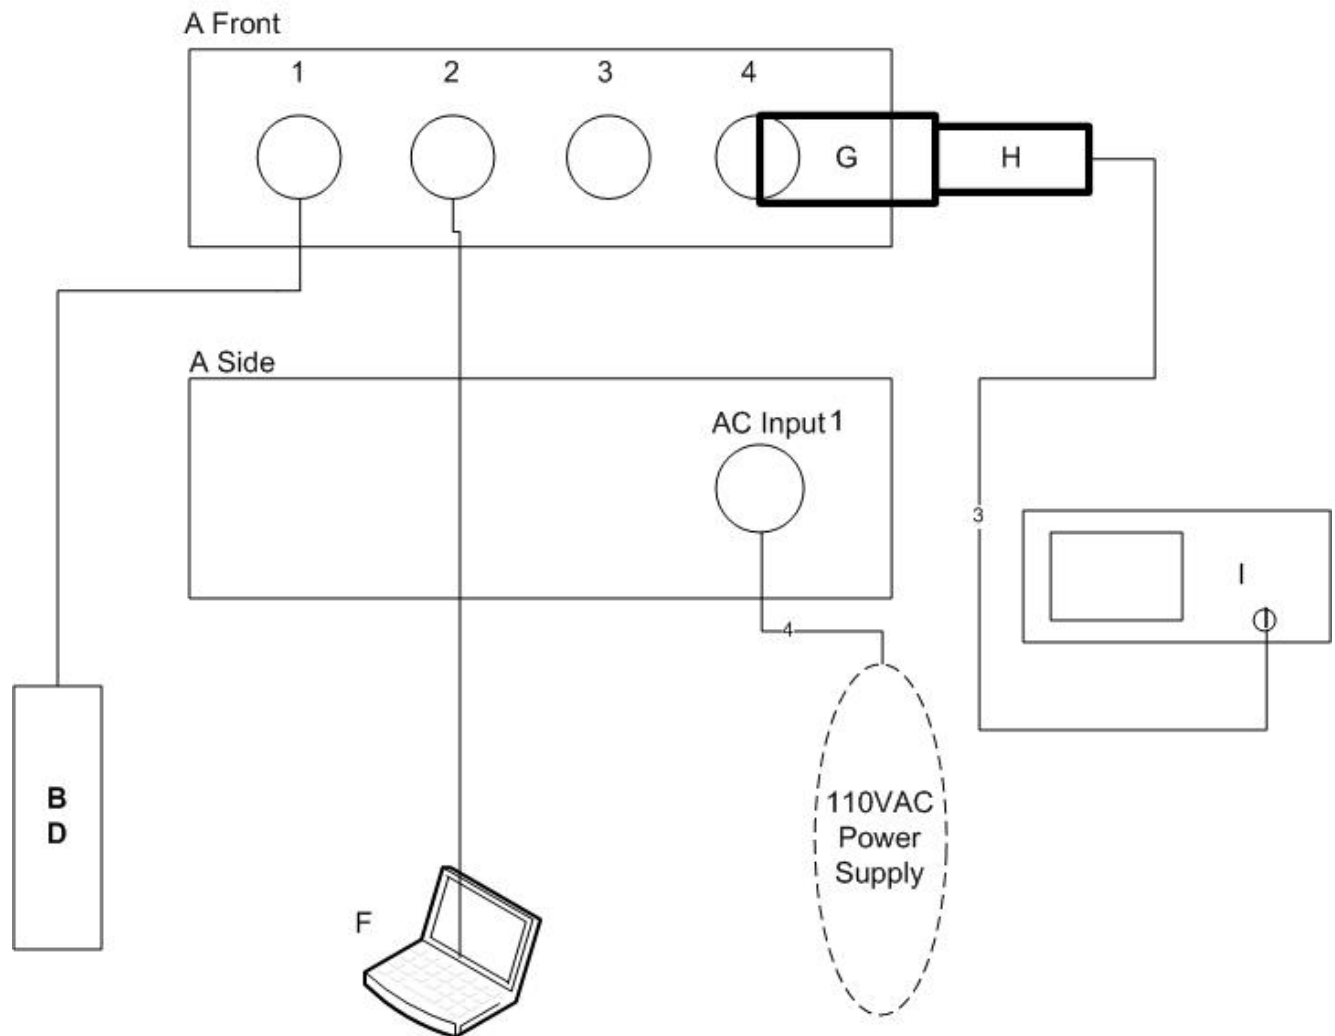 A Front
1 2 3 4
G H
A Side
AC Input 1
3
I
4
B
D
110VAC
Power
Supply
F